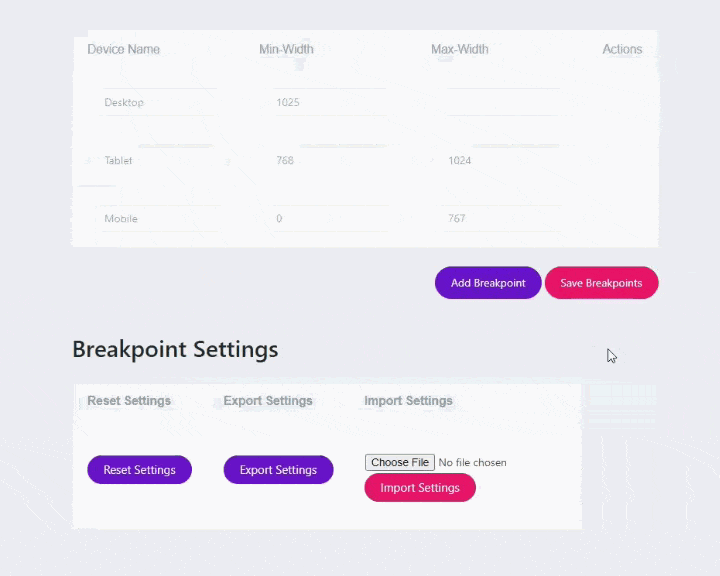 Device Name Min-Width Max-Width Actions
Desktop 1025
Tablet 768 1024
Mobile 0 767
Add Breakpoint Save Breakpoints
Breakpoint Settings
Reset Settings Export Settings Import Settings
Reset Settings Export Settings Choose File No file chosen
Import Settings